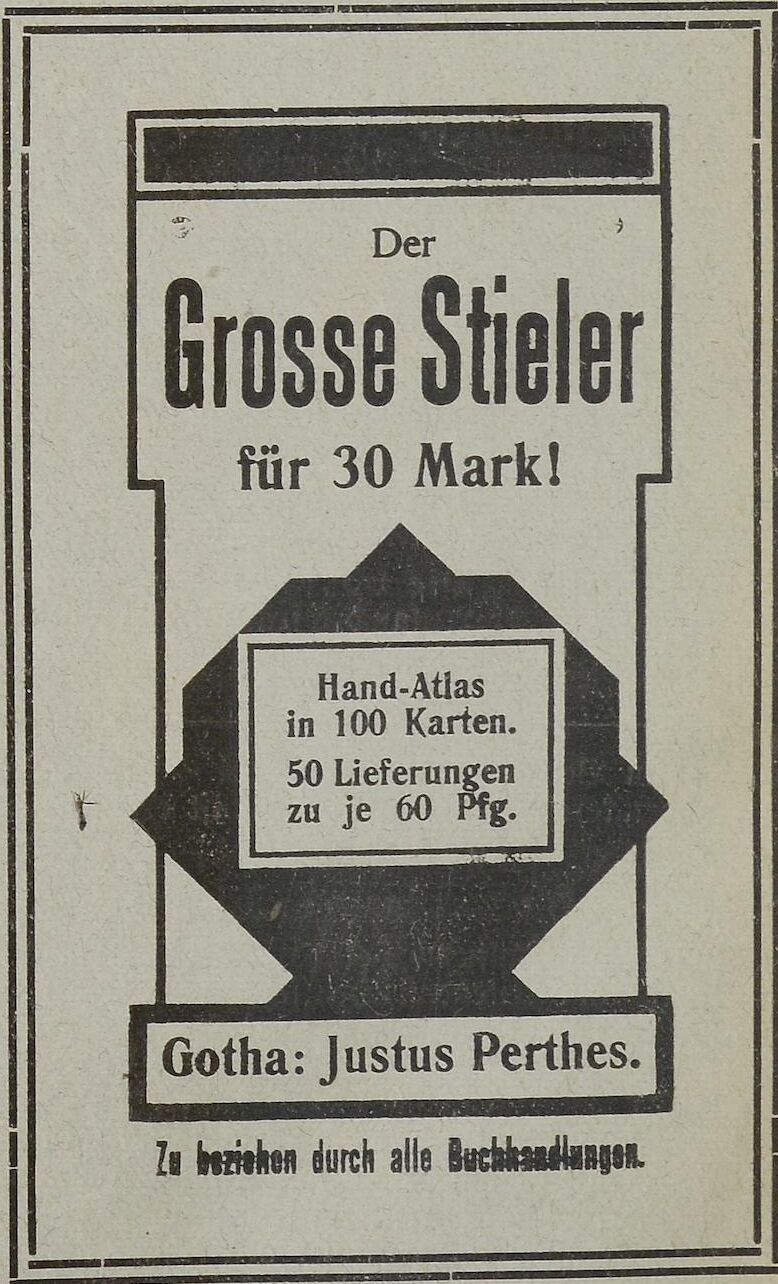 Der
Grosse Stieler
für 30 Mark!
Hand-Atlas
in 100 Karten.
50 Lieferungen
zu je 60 Pfg.
Gotha: Justus Perthes.
Zu beziehen durch alle Buchhandlungen.